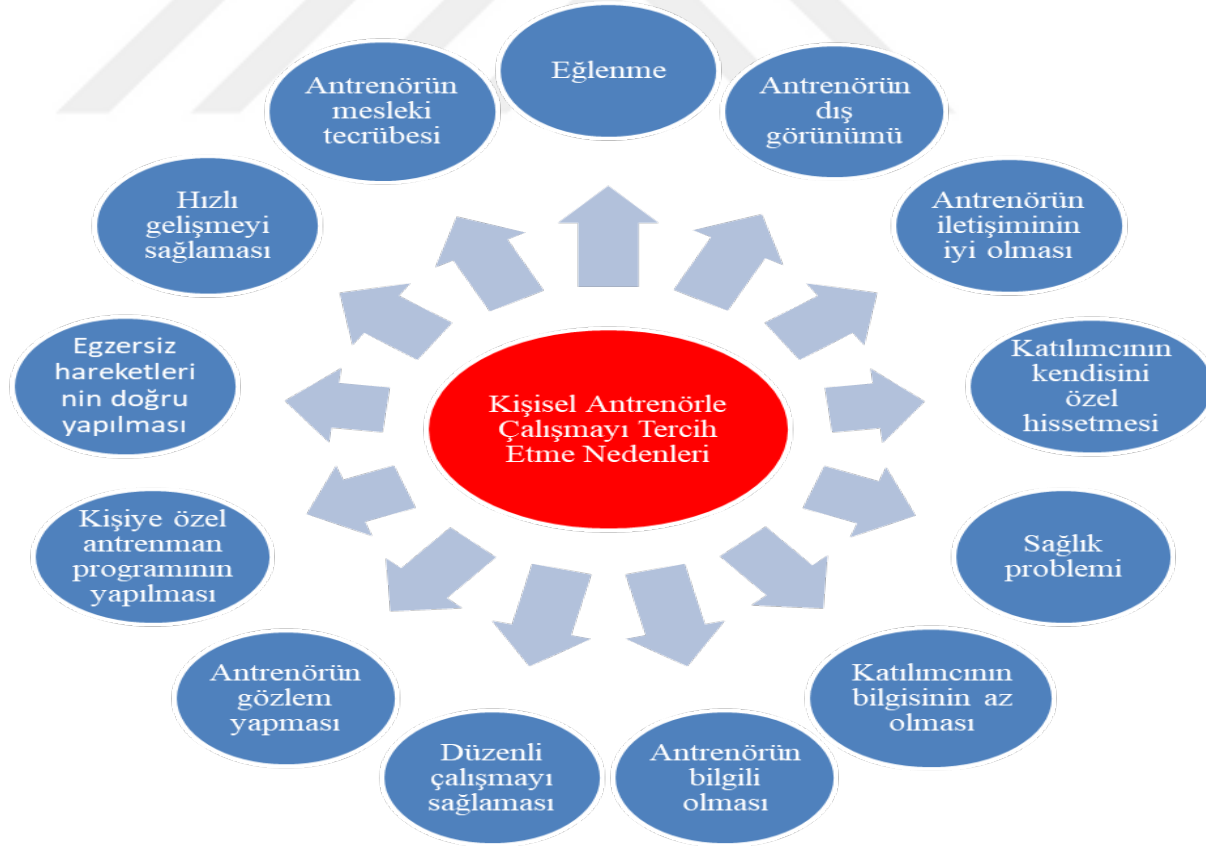 Eğlenme
Antrenörün
dış
görünümü
Antrenörün
iletişiminin
iyi olması
Katılımcının
kendisini
özel
hissetmesi
Sağlık
problemi
Katılımcının
bilgisinin az
olması
Antrenörün
bilgili
olması
Düzenli
çalışmayı
sağlaması
Antrenörün
gözlem
yapması
Kişiye özel
antrenman
programının
yapılması
Egzersiz
hareketleri
nin doğru
yapılması
Hızlı
gelişmeyi
sağlaması
Antrenörün
mesleki
tecrübesi
Kişisel Antrenörle
Çalışmayı Tercih
Etme Nedenleri